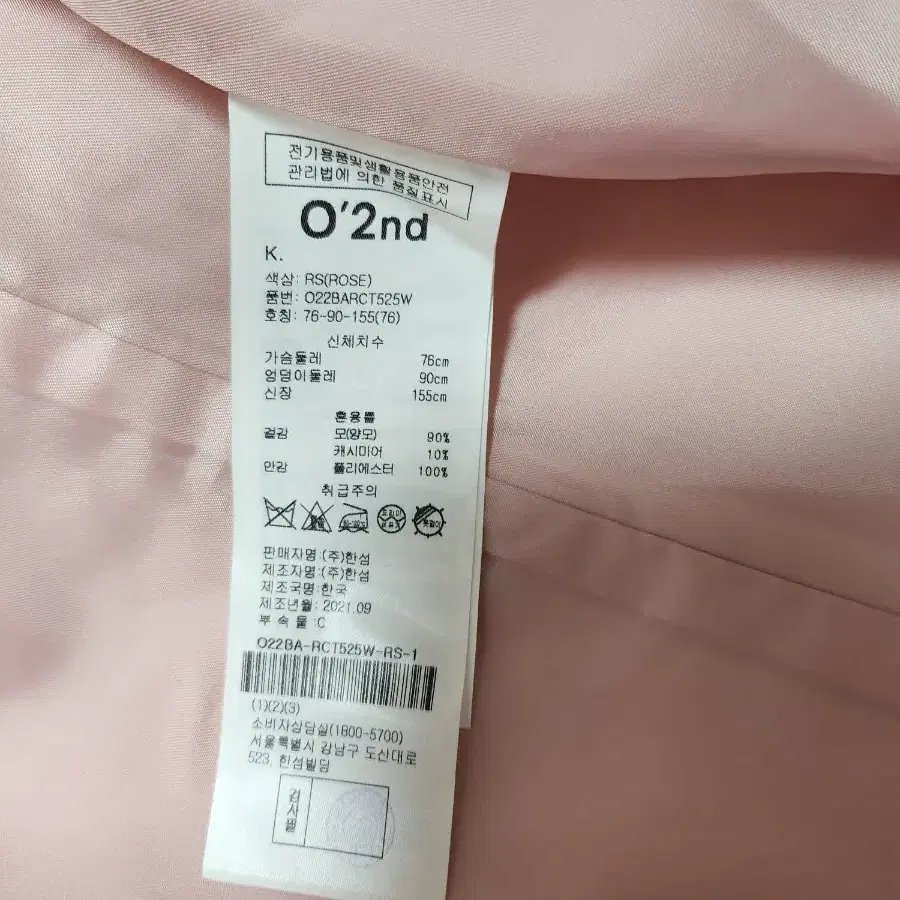 전기용품및생활용품안전
관리법에 의한 품질표시
O'2nd
K.
색상: RS(ROSE)
품번: O22BARCT525W
호칭: 76-90-155(76)
신체치수
가슴둘레 76cm
엉덩이둘레 90cm
신장 155cm
혼용률
겉감 모(양모) 90%
캐시미어 10%
안감 폴리에스터 100%
취급주의
드라이
판매자명 (주)한섬
제조자명:(주)한섬
제조국명:한국
제조년월: 2021.09
부 속 물:C
O22BA-RCT525W-RS-1
(1)(2)(3)
소비자상담실(1800-5700)
서울특별시 강남구 도산대로
523, 한섬빌딩
검사필